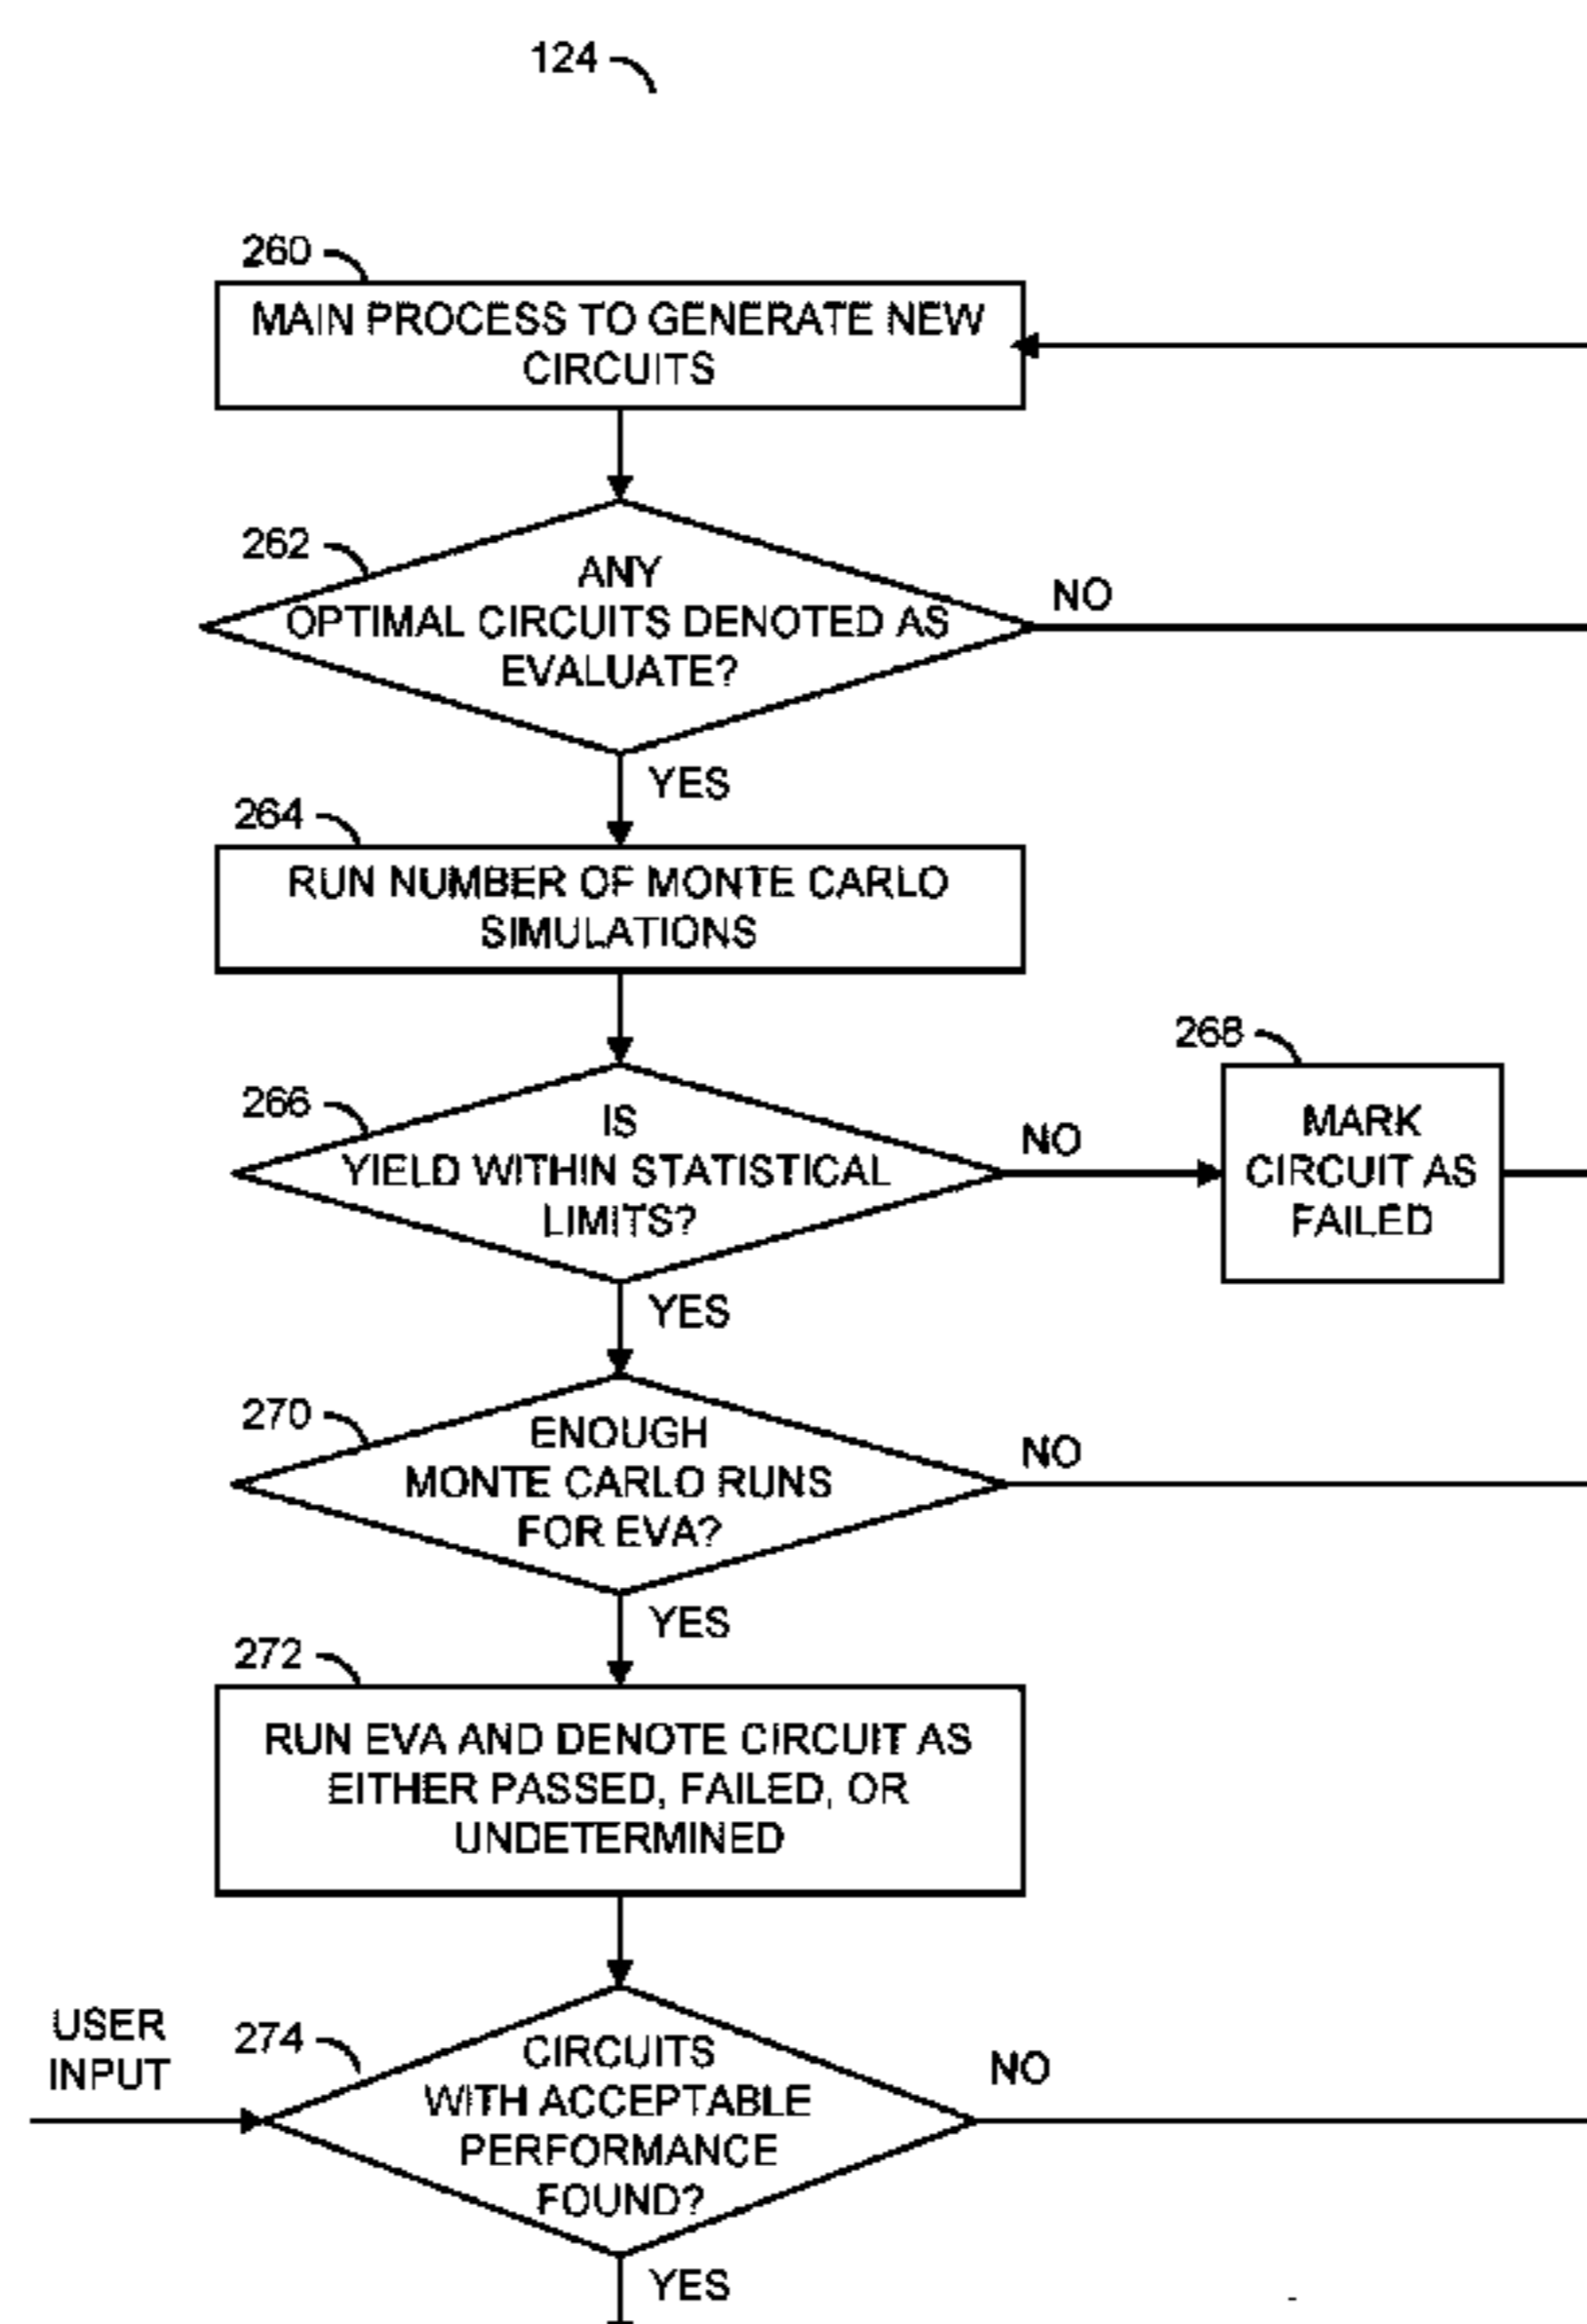 124
260
MAIN PROCESS TO GENERATE NEW
CIRCUITS
262
ANY
OPTIMAL CIRCUITS DENOTED AS
EVALUATE?
NO
YES
264
RUN NUMBER OF MONTE CARLO
SIMULATIONS
266
IS
YIELD WITHIN STATISTICAL
LIMITS?
NO
268
MARK
CIRCUIT AS
FAILED
YES
270
ENOUGH
MONTE CARLO RUNS
FOR EVA?
NO
YES
272
RUN EVA AND DENOTE CIRCUIT AS
EITHER PASSED, FAILED, OR
UNDETERMINED
USER
INPUT
274
CIRCUITS
WITH ACCEPTABLE
PERFORMANCE
FOUND?
NO
YES